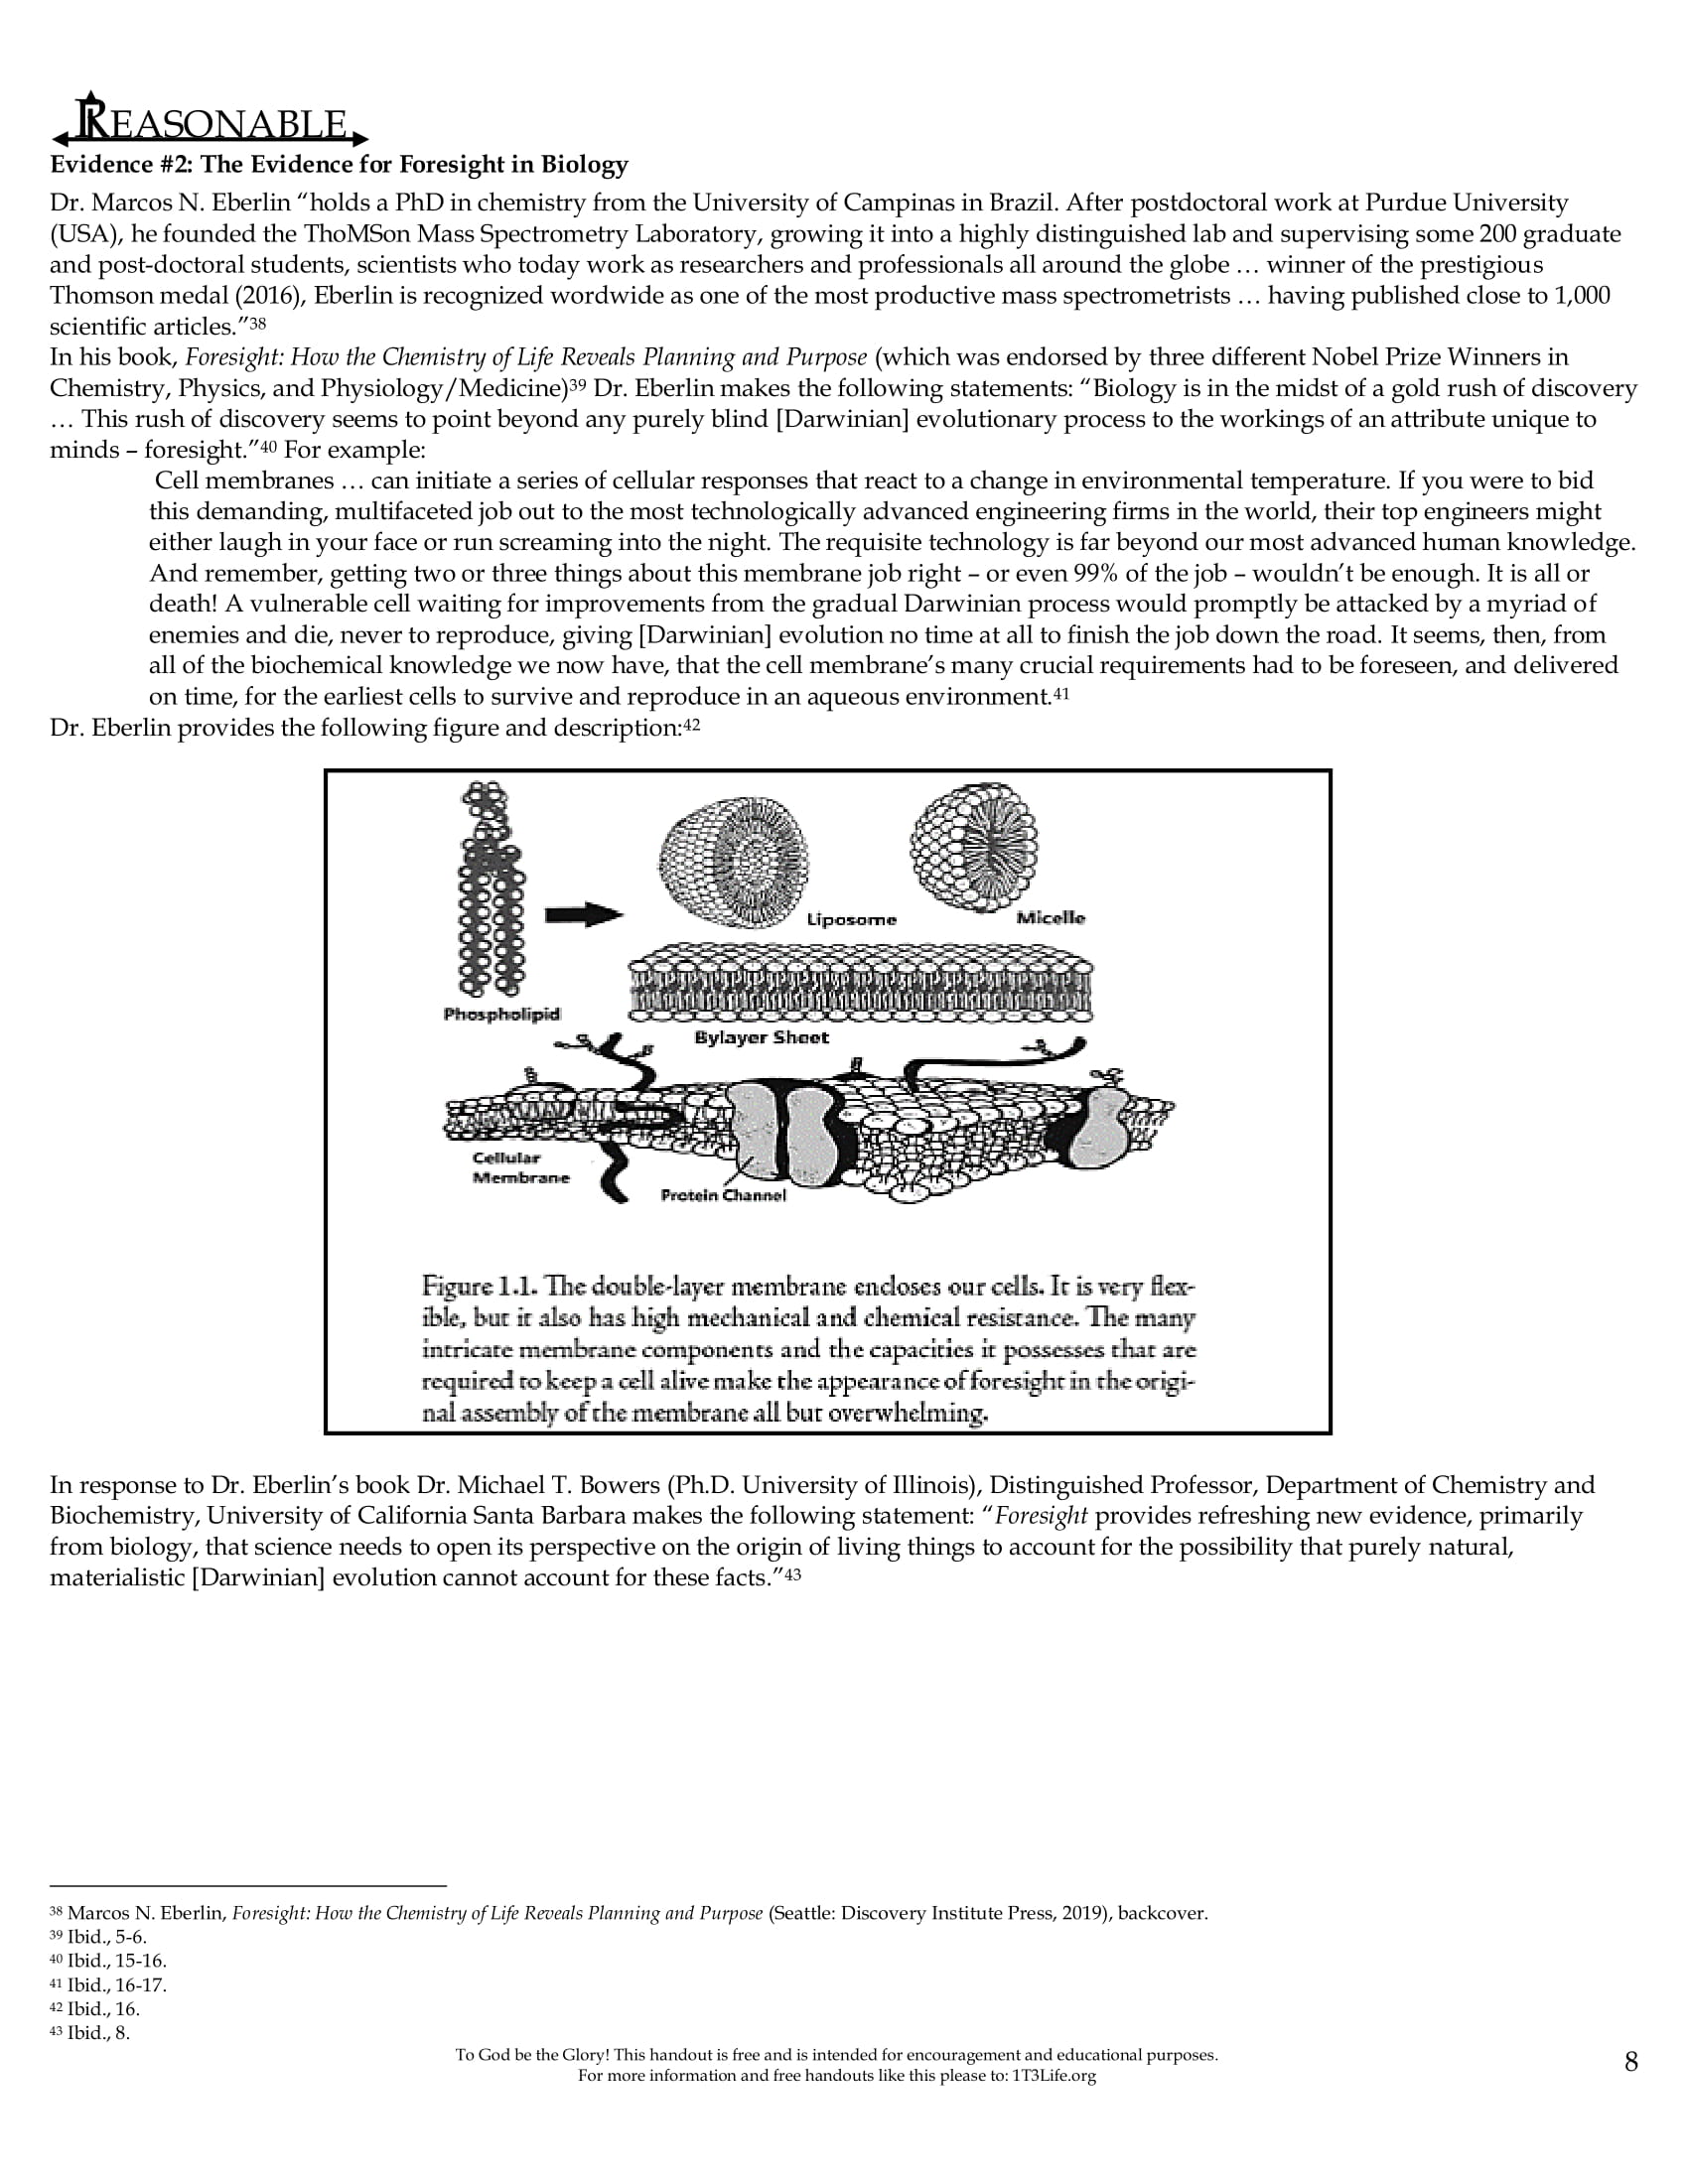 REASONABLE
Evidence #2: The Evidence for Foresight in Biology
Dr. Marcos N. Eberlin “holds a PhD in chemistry from the University of Campinas in Brazil. After postdoctoral work at Purdue University
(USA), he founded the ThoMSon Mass Spectrometry Laboratory, growing it into a highly distinguished lab and supervising some 200 graduate
and post-doctoral students, scientists who today work as researchers and professionals all around the globe … winner of the prestigious
Thomson medal (2016), Eberlin is recognized wordwide as one of the most productive mass spectrometrists … having published close to 1,000
scientific articles.”38
In his book, Foresight: How the Chemistry of Life Reveals Planning and Purpose (which was endorsed by three different Nobel Prize Winners in
Chemistry, Physics, and Physiology/Medicine)39 Dr. Eberlin makes the following statements: “Biology is in the midst of a gold rush of discovery
… This rush of discovery seems to point beyond any purely blind [Darwinian] evolutionary process to the workings of an attribute unique to
minds – foresight.”40 For example:
Cell membranes … can initiate a series of cellular responses that react to a change in environmental temperature. If you were to bid
this demanding, multifaceted job out to the most technologically advanced engineering firms in the world, their top engineers might
either laugh in your face or run screaming into the night. The requisite technology is far beyond our most advanced human knowledge.
And remember, getting two or three things about this membrane job right – or even 99% of the job – wouldn’t be enough. It is all or
death! A vulnerable cell waiting for improvements from the gradual Darwinian process would promptly be attacked by a myriad of
enemies and die, never to reproduce, giving [Darwinian] evolution no time at all to finish the job down the road. It seems, then, from
all of the biochemical knowledge we now have, that the cell membrane’s many crucial requirements had to be foreseen, and delivered
on time, for the earliest cells to survive and reproduce in an aqueous environment.41
Dr. Eberlin provides the following figure and description:42
Liposome
Micelle
Phospholipid
Bylayer Sheet
Cellular
Membrane
Protein Channel
Figure 1.1. The double-layer membrane encloses our cells. It is very flex-
ible, but it also has high mechanical and chemical resistance. The many
intricate membrane components and the capacities it possesses that are
required to keep a cell alive make the appearance of foresight in the origi-
nal assembly of the membrane all but overwhelming.
In response to Dr. Eberlin’s book Dr. Michael T. Bowers (Ph.D. University of Illinois), Distinguished Professor, Department of Chemistry and
Biochemistry, University of California Santa Barbara makes the following statement: “Foresight provides refreshing new evidence, primarily
from biology, that science needs to open its perspective on the origin of living things to account for the possibility that purely natural,
materialistic [Darwinian] evolution cannot account for these facts.”43
38 Marcos N. Eberlin, Foresight: How the Chemistry of Life Reveals Planning and Purpose (Seattle: Discovery Institute Press, 2019), backcover.
39 Ibid., 5-6.
40 Ibid., 15-16.
41 Ibid., 16-17.
42 Ibid., 16.
43 Ibid., 8.
To God be the Glory! This handout is free and is intended for encouragement and educational purposes.
For more information and free handouts like this please to: 1T3Life.org
8